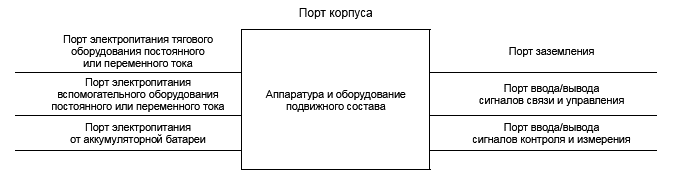 Порт корпуса
Порт электропитания тягового
оборудования постоянного
или переменного тока
Порт электропитания
вспомогательного оборудования
постоянного или переменного тока
Порт электропитания
от аккумуляторной батареи
Аппаратура и оборудование
подвижного состава
Порт заземления
Порт ввода/вывода
сигналов связи и управления
Порт ввода/вывода
сигналов контроля и измерения